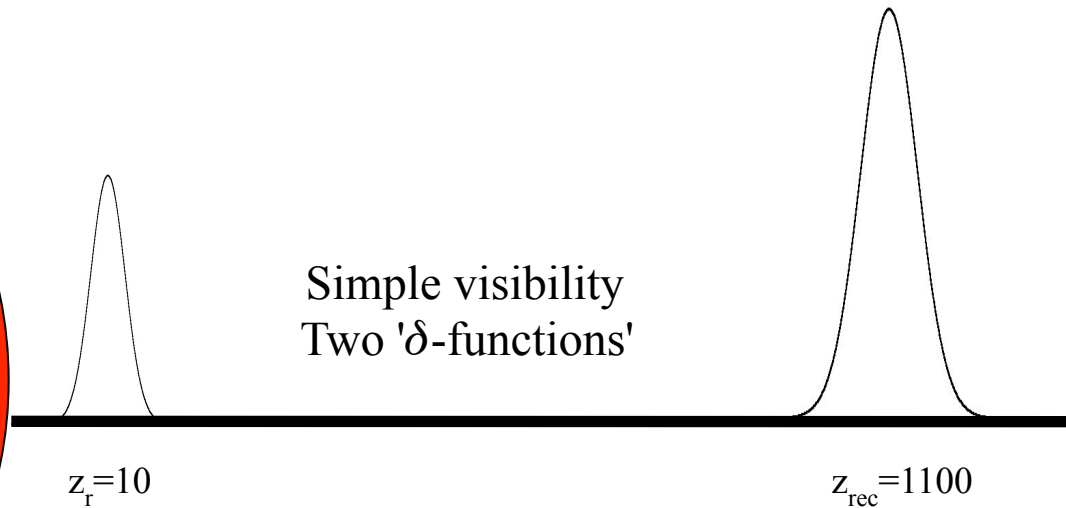 Simple visibility
Two 'δ-functions'
z_r=10
z_rec=1100